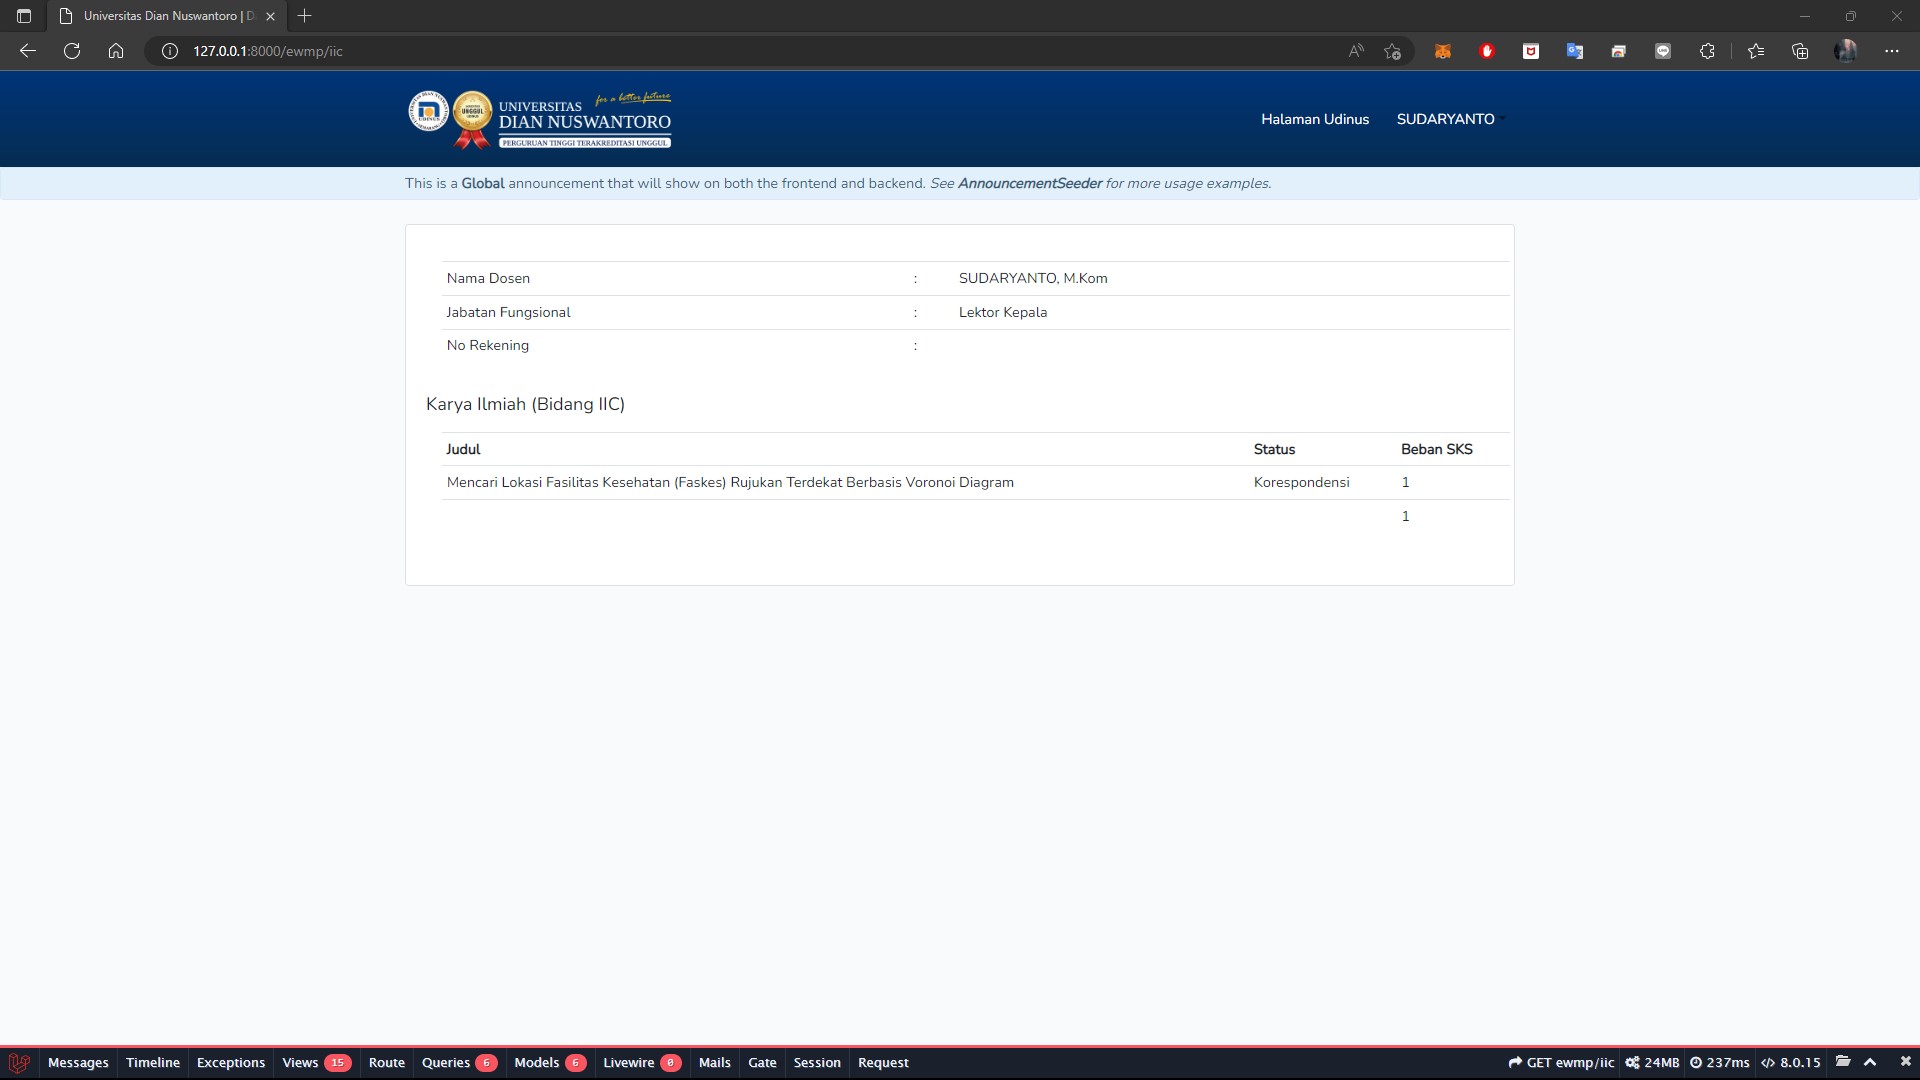 Universitas Dian Nuswantoro | D
127.0.0.1:8000/ewmp/iic
for a better future
UNIVERSITAS
DIAN NUSWANTORO
PERGURUAN TINGGI TERAKREDITASI UNGGUL
UNGGUL
UDINUS
Halaman Udinus SUDARYANTO
This is a Global announcement that will show on both the frontend and backend. See AnnouncementSeeder for more usage examples.
Nama Dosen : SUDARYANTO, M.Kom
Jabatan Fungsional : Lektor Kepala
No Rekening :
Karya Ilmiah (Bidang IIC)
Judul Status Beban SKS
Mencari Lokasi Fasilitas Kesehatan (Faskes) Rujukan Terdekat Berbasis Voronoi Diagram Korespondensi 1
1
Messages Timeline Exceptions Views 15 Route Queries 6 Models 6 Livewire 0 Mails Gate Session Request GET ewmp/iic 24MB 237ms 8.0.15